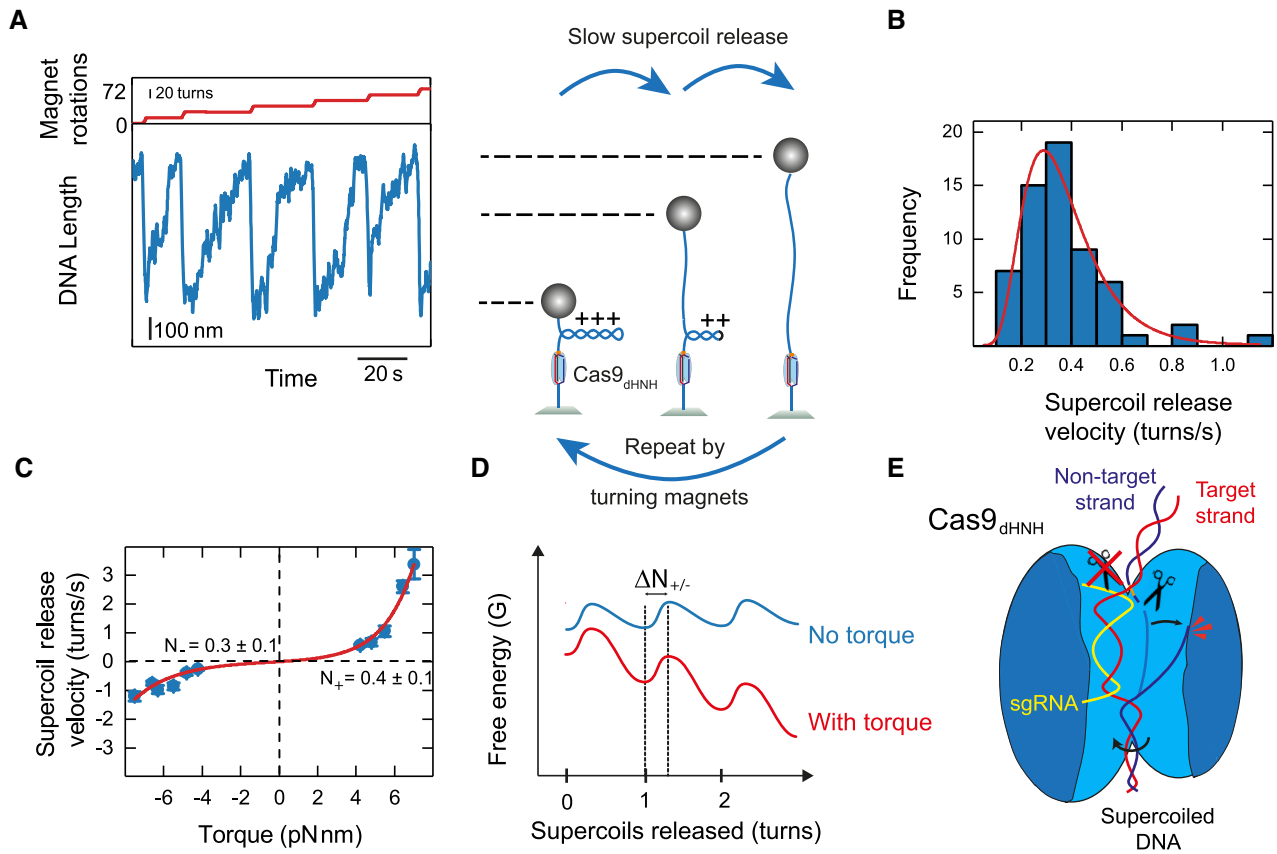 A
Magnet
rotations
72
0
20 turns
DNA Length
100 nm
Time
20 s
Slow supercoil release
+++
++
Cas9dHNH
Repeat by
turning magnets
B
Frequency
20
15
10
5
0.2
0.4
0.6
0.8
1.0
Supercoil release
velocity (turns/s)
C
Supercoil release
velocity (turns/s)
3
2
1
0
-1
-2
-3
N- = 0.3 ± 0.1
N+ = 0.4 ± 0.1
-6
-4
-2
0
2
4
6
Torque (pN nm)
D
Free energy (G)
ΔN+/-
No torque
With torque
0
1
2
Supercoils released (turns)
E
Non-target
strand
Target
strand
Cas9dHNH
sgRNA
Supercoiled
DNA